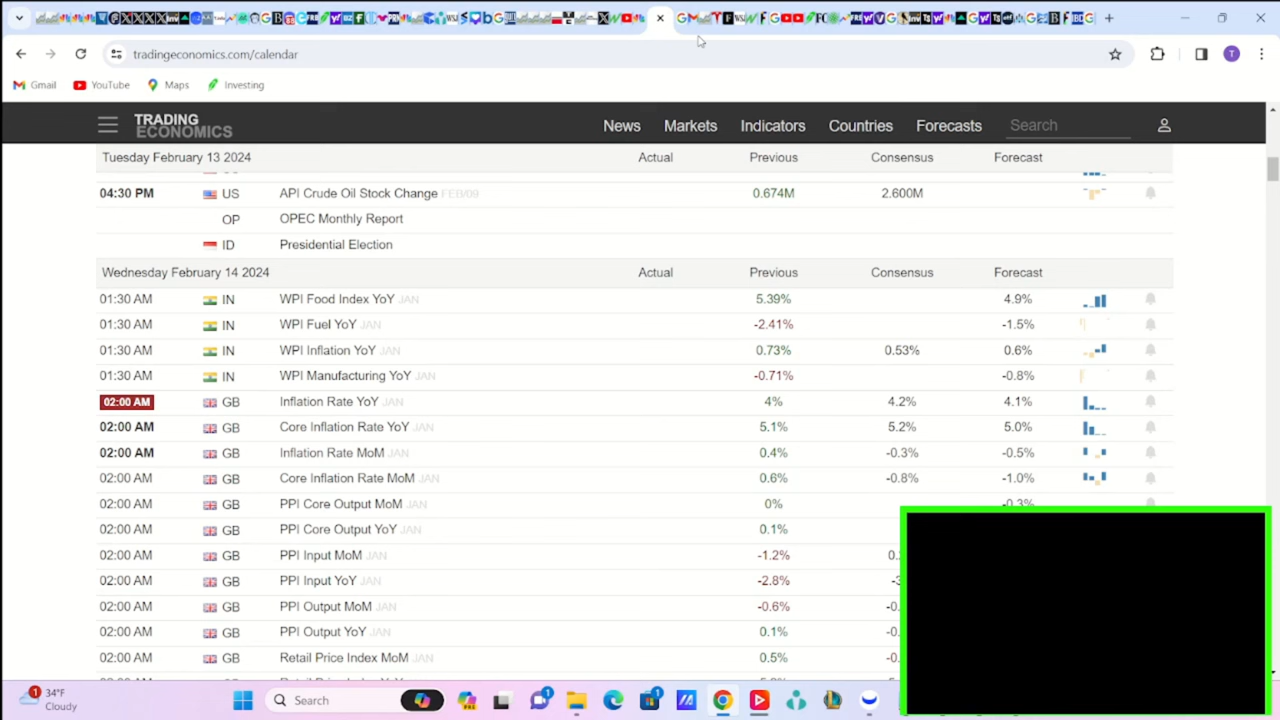 tradingeconomics.com/calendar
Gmail YouTube Maps Investing
TRADING ECONOMICS News Markets Indicators Countries Forecasts Search
Tuesday February 13 2024 Actual Previous Consensus Forecast
04:30 PM US API Crude Oil Stock Change FEB/09 0.674M 2.600M
OP OPEC Monthly Report
ID Presidential Election
Wednesday February 14 2024 Actual Previous Consensus Forecast
01:30 AM IN WPI Food Index YoY JAN 5.39% 4.9%
01:30 AM IN WPI Fuel YoY JAN -2.41% -1.5%
01:30 AM IN WPI Inflation YoY JAN 0.73% 0.53% 0.6%
01:30 AM IN WPI Manufacturing YoY JAN -0.71% -0.8%
02:00 AM GB Inflation Rate YoY JAN 4% 4.2% 4.1%
02:00 AM GB Core Inflation Rate YoY JAN 5.1% 5.2% 5.0%
02:00 AM GB Inflation Rate MoM JAN 0.4% -0.3% -0.5%
02:00 AM GB Core Inflation Rate MoM JAN 0.6% -0.8% -1.0%
02:00 AM GB PPI Core Output MoM JAN 0% -0.3%
02:00 AM GB PPI Core Output YoY JAN 0.1%
02:00 AM GB PPI Input MoM JAN -1.2%
02:00 AM GB PPI Input YoY JAN -2.8%
02:00 AM GB PPI Output MoM JAN -0.6%
02:00 AM GB PPI Output YoY JAN 0.1%
02:00 AM GB Retail Price Index MoM JAN 0.5%
34°F
Cloudy
Search